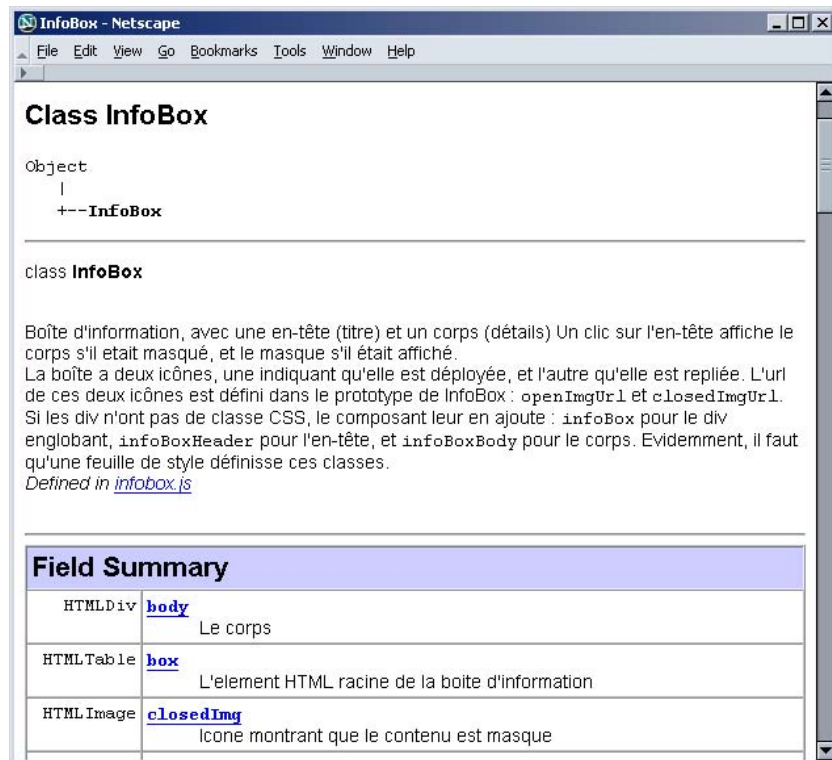 InfoBox - Netscape
File Edit View Go Bookmarks Tools Window Help
Class InfoBox
Object
|
+--InfoBox
class InfoBox
Boîte d'information, avec une en-tête (titre) et un corps (détails) Un clic sur l'en-tête affiche le
corps s'il etait masqué, et le masque s'il était affiché.
La boîte a deux icônes, une indiquant qu'elle est déployée, et l'autre qu'elle est repliée. L'url
de ces deux icônes est défini dans le prototype de InfoBox : openImgUrl et closedImgUrl.
Si les div n'ont pas de classe CSS, le composant leur en ajoute : infoBox pour le div
englobant, infoBoxHeader pour l'en-tête, et infoBoxBody pour le corps. Evidemment, il faut
qu'une feuille de style définisse ces classes.
Defined in infobox.js
Field Summary
HTMLDiv body
Le corps
HTMLTable box
L'element HTML racine de la boite d'information
HTMLImage closedImg
Icone montrant que le contenu est masque